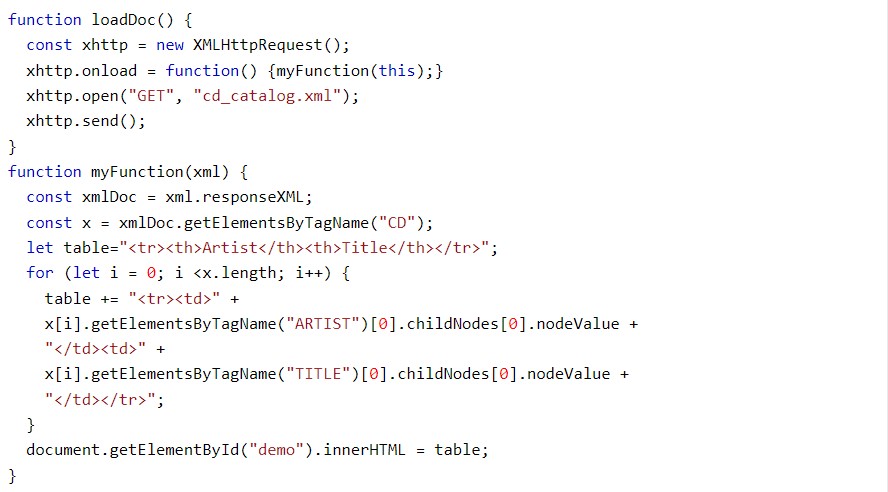 function loadDoc() {
  const xhttp = new XMLHttpRequest();
  xhttp.onload = function() {myFunction(this);}
  xhttp.open("GET", "cd_catalog.xml");
  xhttp.send();
}
function myFunction(xml) {
  const xmlDoc = xml.responseXML;
  const x = xmlDoc.getElementsByTagName("CD");
  let table="<tr><th>Artist</th><th>Title</th></tr>";
  for (let i = 0; i <x.length; i++) {
    table += "<tr><td>" +
    x[i].getElementsByTagName("ARTIST")[0].childNodes[0].nodeValue +
    "</td><td>" +
    x[i].getElementsByTagName("TITLE")[0].childNodes[0].nodeValue +
    "</td></tr>";
  }
  document.getElementById("demo").innerHTML = table;
}